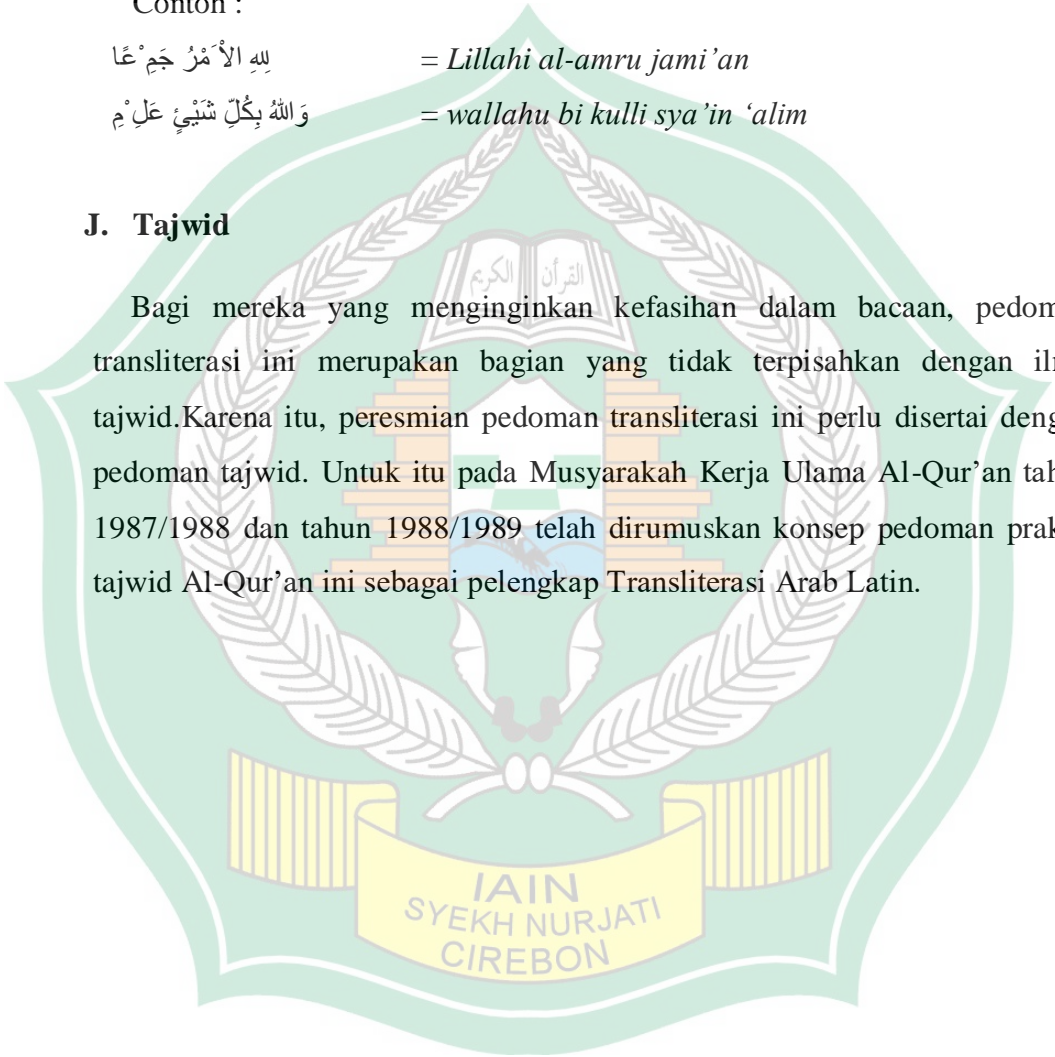 Contoh :
لِلهِ الاْ َمْرُ جَمِ ْعًا = Lillahi al-amru jami’an
وَاللهُ بِكُلِّ شَيْئٍ عَلِ ْمِ = wallahu bi kulli sya’in ‘alim
J. Tajwid
القرأن الكريم
Bagi mereka yang menginginkan kefasihan dalam bacaan, pedom
transliterasi ini merupakan bagian yang tidak terpisahkan dengan il
tajwid.Karena itu, peresmian pedoman transliterasi ini perlu disertai deng
pedoman tajwid. Untuk itu pada Musyarakah Kerja Ulama Al-Qur’an tah
1987/1988 dan tahun 1988/1989 telah dirumuskan konsep pedoman prak
tajwid Al-Qur’an ini sebagai pelengkap Transliterasi Arab Latin.
IAIN
SYEKH NURJATI
CIREBON